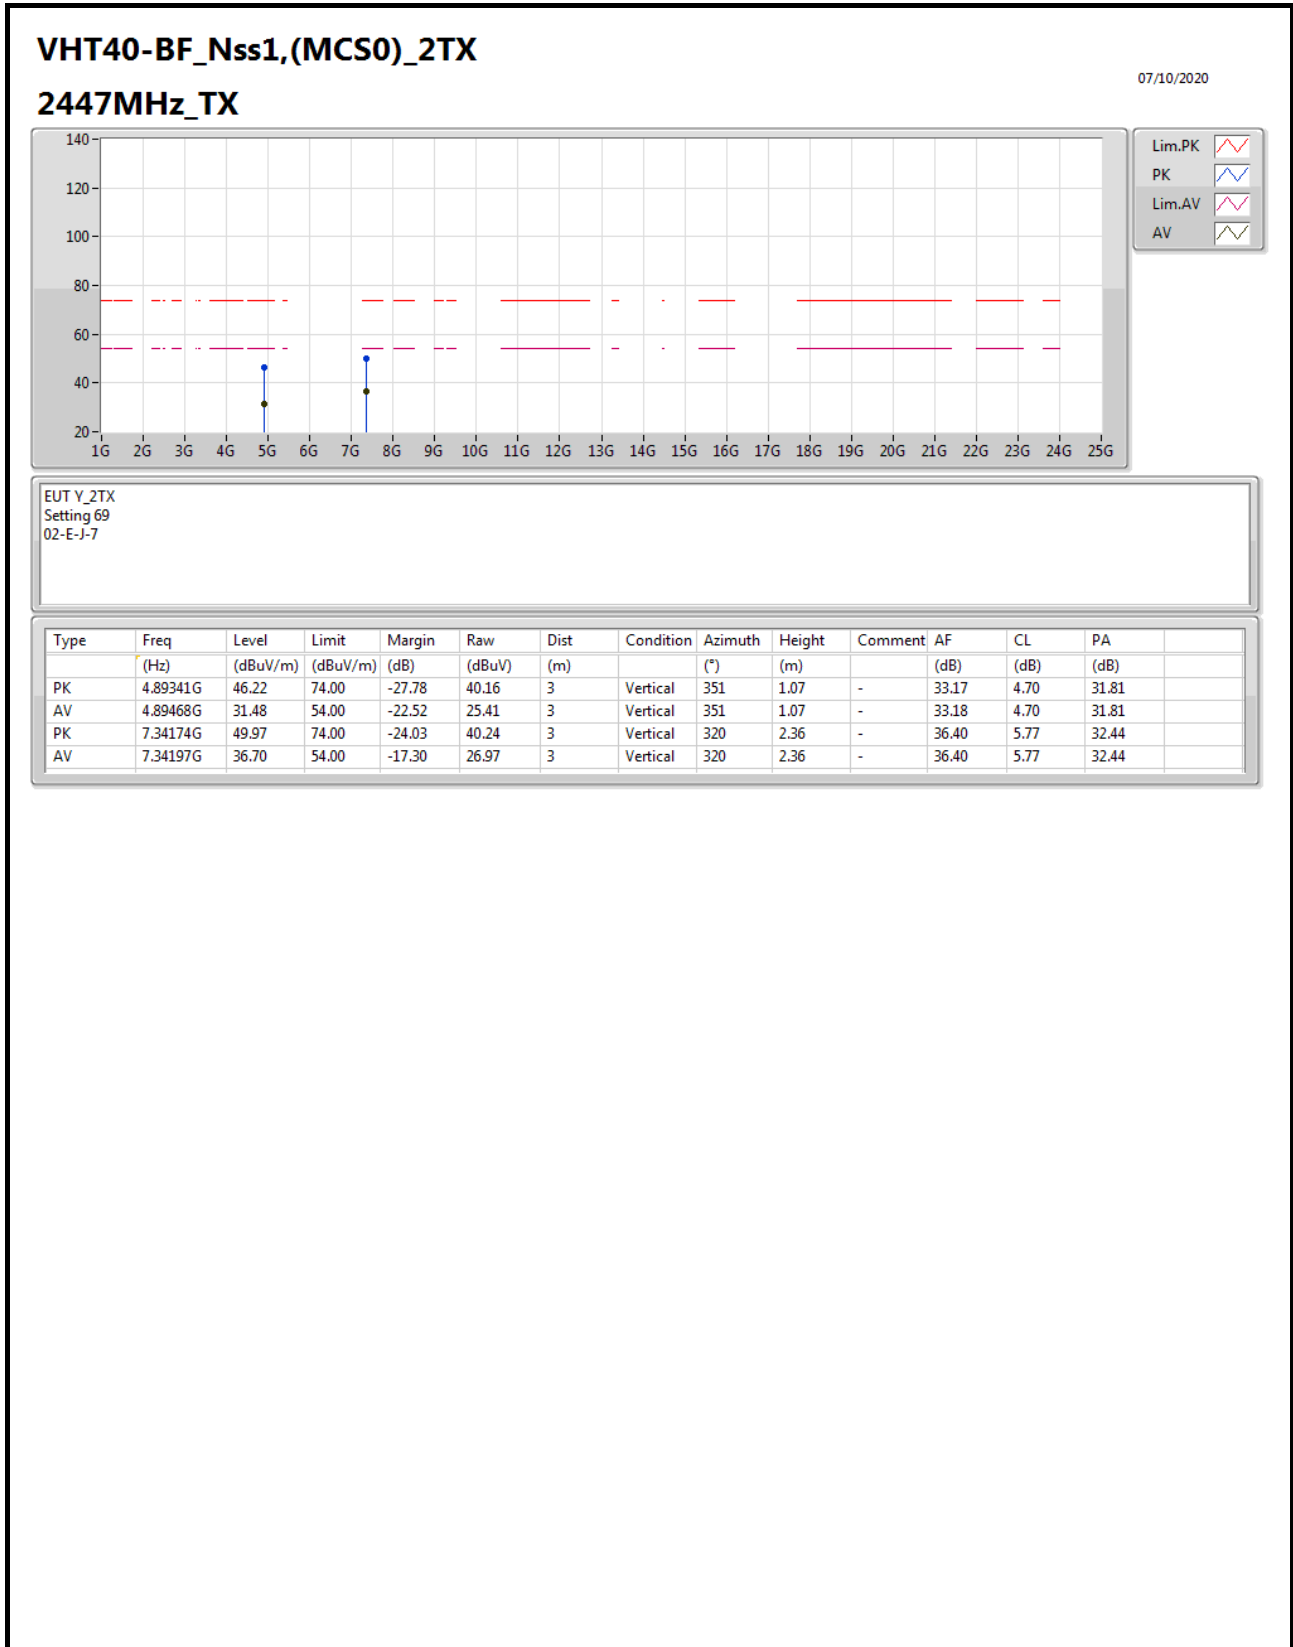 VHT40-BF_Nss1,(MCS0)_2TX
07/10/2020
2447MHz_TX
140
120
100
80
60
40
20
1G 2G 3G 4G 5G 6G 7G 8G 9G 10G 11G 12G 13G 14G 15G 16G 17G 18G 19G 20G 21G 22G 23G 24G 25G
Lim.PK
PK
Lim.AV
AV
EUT Y_2TX
Setting 69
02-E-J-7
Type Freq Level Limit Margin Raw Dist Condition Azimuth Height Comment AF CL PA
(Hz) (dBuV/m) (dBuV/m) (dB) (dBuV) (m) (°) (m) (dB) (dB) (dB)
PK 4.89341G 46.22 74.00 -27.78 40.16 3 Vertical 351 1.07 - 33.17 4.70 31.81
AV 4.89468G 31.48 54.00 -22.52 25.41 3 Vertical 351 1.07 - 33.18 4.70 31.81
PK 7.34174G 49.97 74.00 -24.03 40.24 3 Vertical 320 2.36 - 36.40 5.77 32.44
AV 7.34197G 36.70 54.00 -17.30 26.97 3 Vertical 320 2.36 - 36.40 5.77 32.44